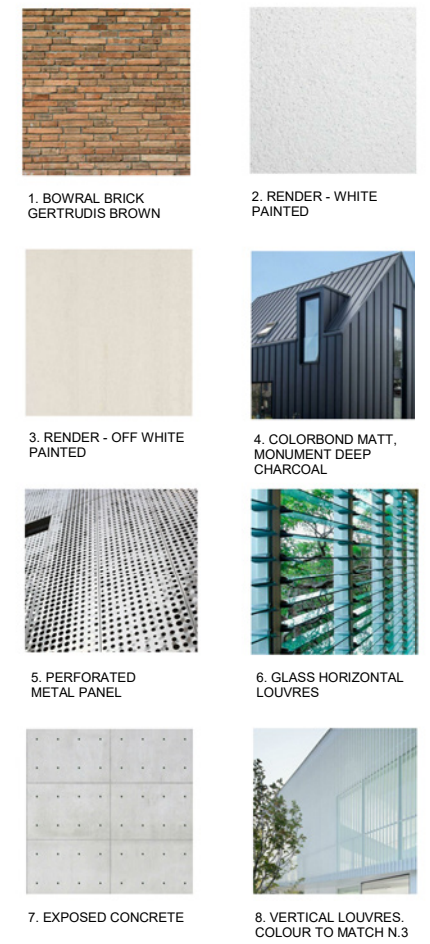 1. BOWRAL BRICK
GERTRUDIS BROWN
2. RENDER - WHITE
PAINTED
3. RENDER - OFF WHITE
PAINTED
4. COLORBOND MATT,
MONUMENT DEEP
CHARCOAL
5. PERFORATED
METAL PANEL
6. GLASS HORIZONTAL
LOUVRES
7. EXPOSED CONCRETE
8. VERTICAL LOUVRES.
COLOUR TO MATCH N.3